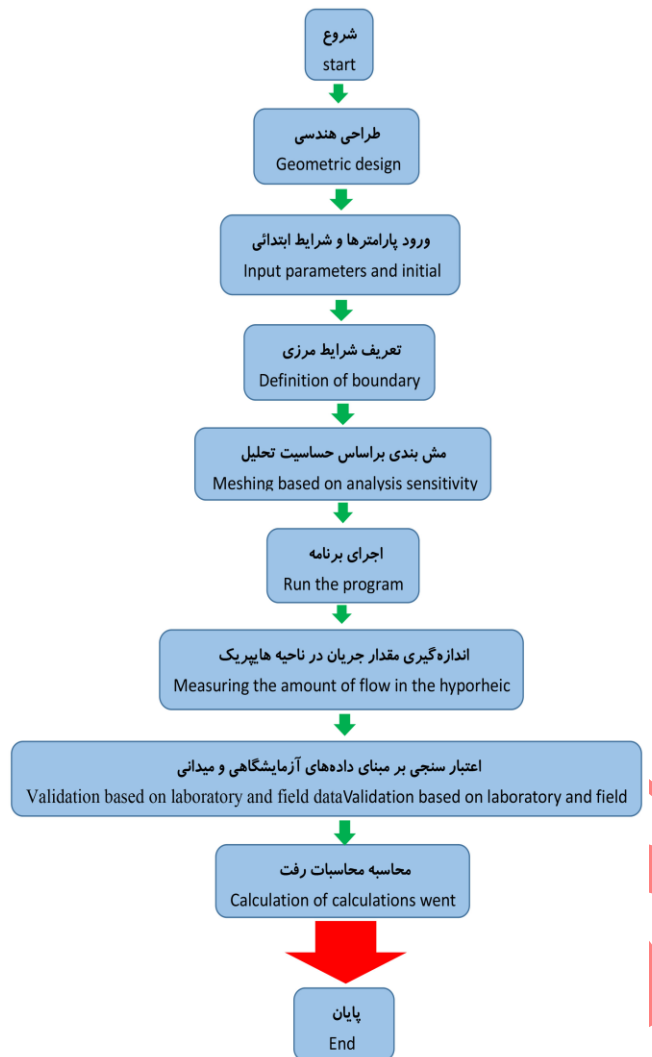 شروع
start
طراحی هندسی
Geometric design
ورود پارامترها و شرایط ابتدائی
Input parameters and initial
تعریف شرایط مرزی
Definition of boundary
مش بندی براساس حساسیت تحلیل
Meshing based on analysis sensitivity
اجرای برنامه
Run the program
اندازه‌گیری مقدار جریان در ناحیه هایپریک
Measuring the amount of flow in the hyporheic
اعتبار سنجی بر مبنای داده‌های آزمایشگاهی و میدانی
Validation based on laboratory and field dataValidation based on laboratory and field
محاسبه محاسبات رفت
Calculation of calculations went
پایان
End